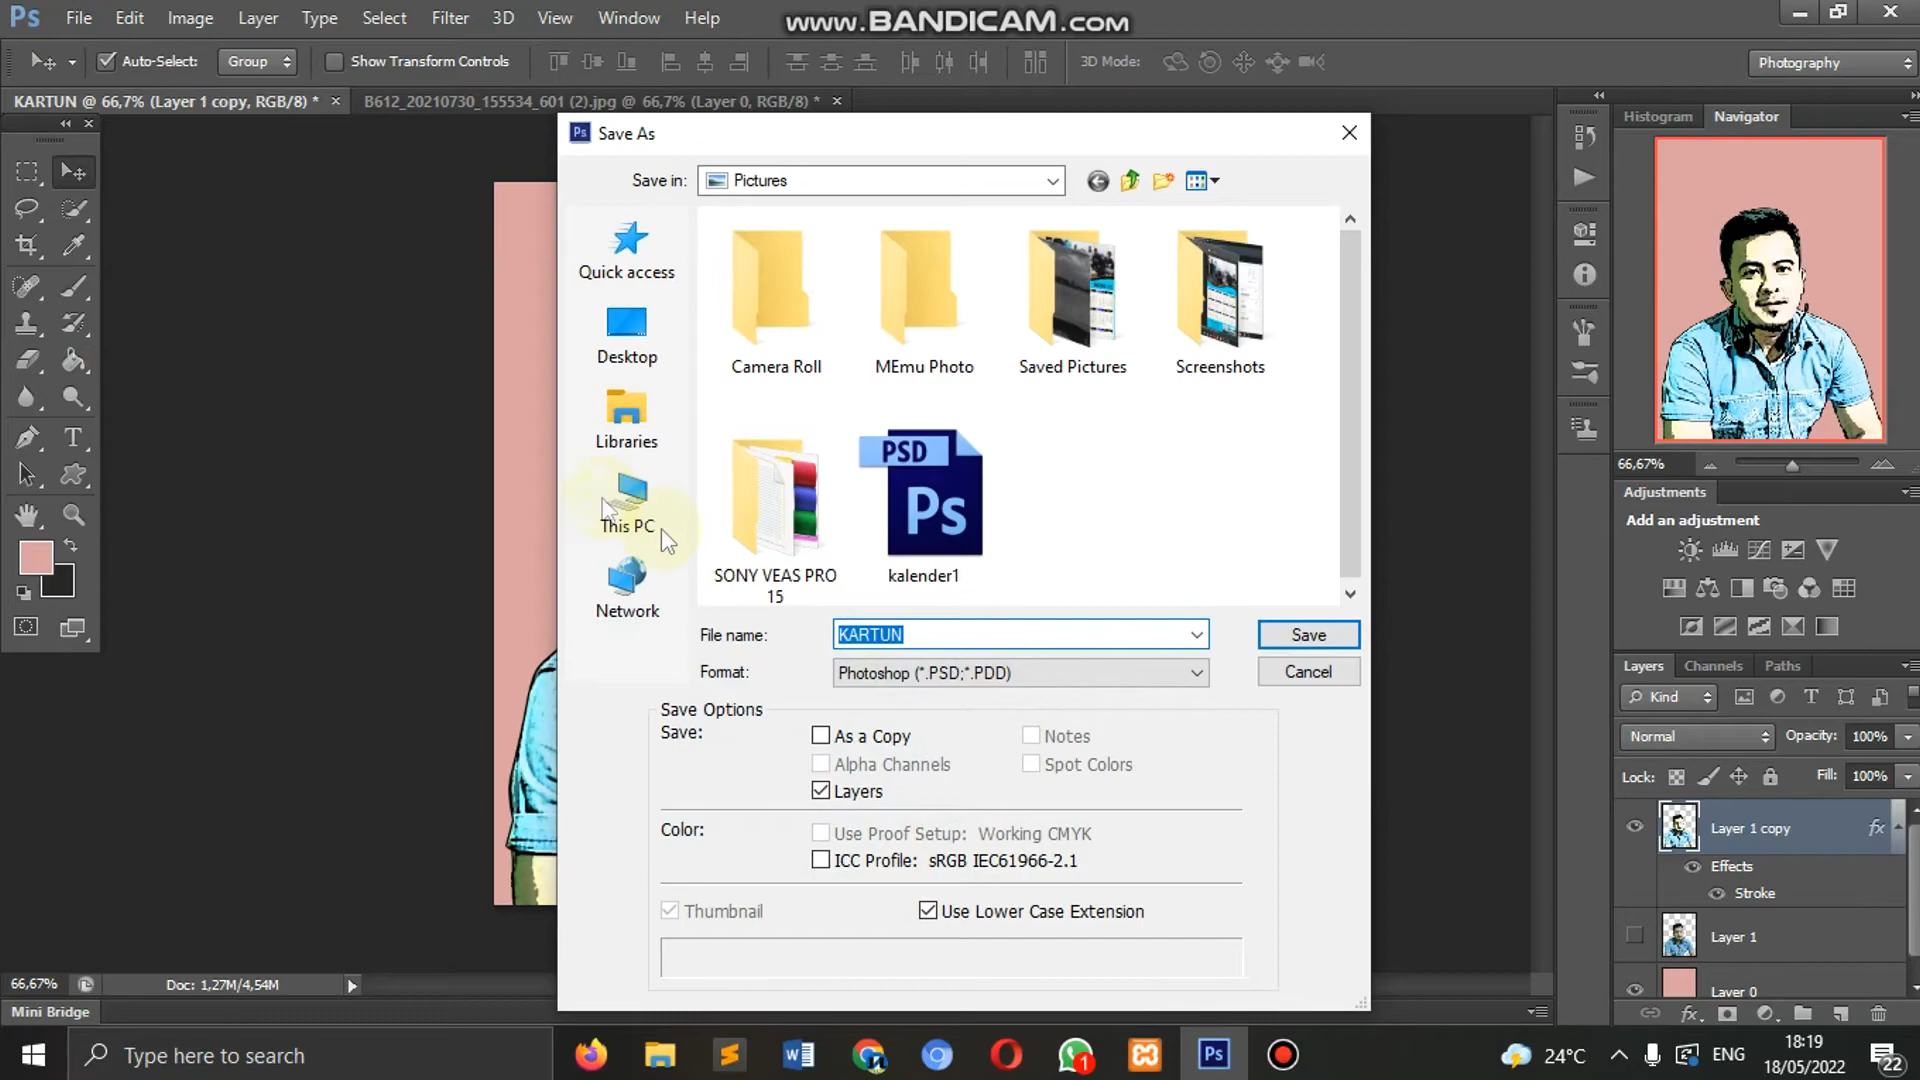 Ps File Edit Image Layer Type Select Filter 3D View Window Help
www.BANDICAM.com
Auto-Select: Group Show Transform Controls 3D Mode: Photography
KARTUN @ 66,7% (Layer 1 copy, RGB/8) * B612_20210730_155534_601 (2).jpg @ 66,7% (Layer 0, RGB/8) *
Histogram Navigator
Ps Save As
Save in: Pictures
Quick access
Desktop
Libraries
This PC
Network
Camera Roll MEmu Photo Saved Pictures Screenshots
PSD
Ps
SONY VEAS PRO
15
kalender1
File name: KARTUN Save
Format: Photoshop (*.PSD;*.PDD) Cancel
Save Options
Save: As a Copy Notes
Alpha Channels Spot Colors
Layers
Color: Use Proof Setup: Working CMYK
ICC Profile: sRGB IEC61966-2.1
Thumbnail Use Lower Case Extension
66,67%
Adjustments
Add an adjustment
Layers Channels Paths
Kind
Normal Opacity: 100%
Lock: Fill: 100%
Layer 1 copy fx
Effects
Stroke
Layer 1
Layer 0
66,67% Doc: 1,27M/4,54M
Mini Bridge
Type here to search
1
Ps
24°C ENG 18:19
18/05/2022
22